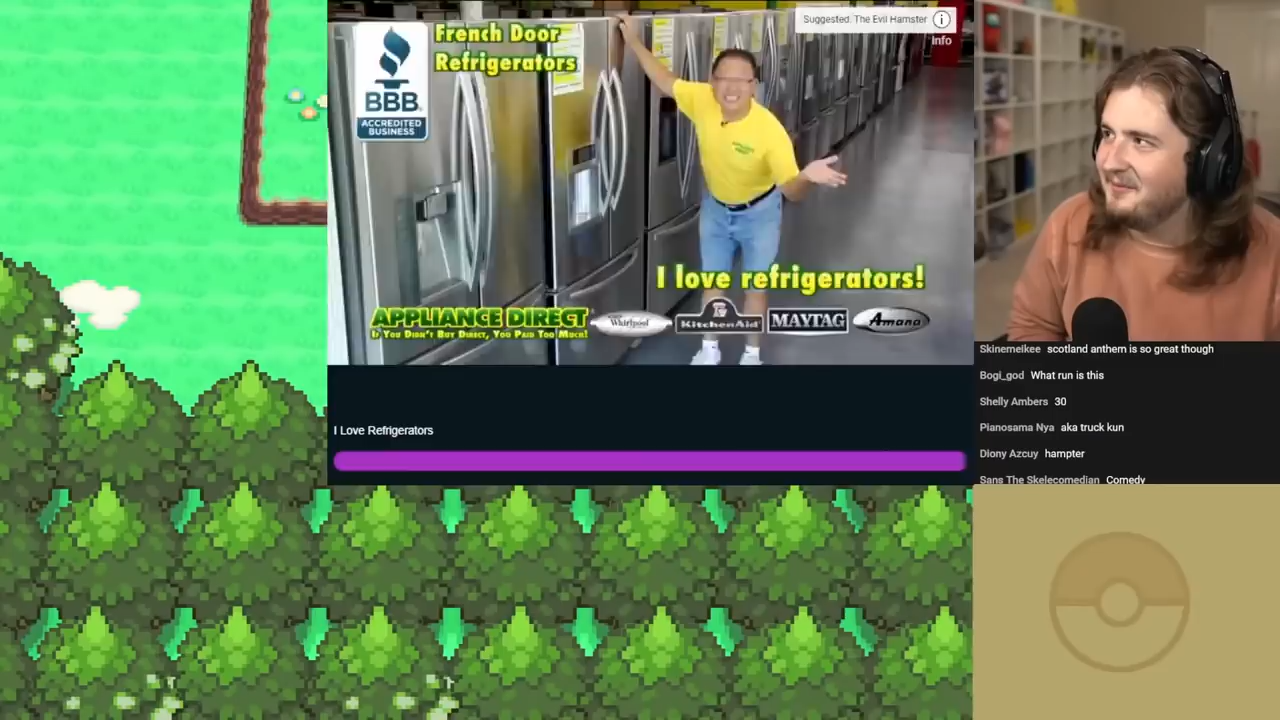 Suggested: The Evil Hamster
Info
French Door
Refrigerators
BBB
ACCREDITED
BUSINESS
I love refrigerators!
APPLIANCE DIRECT
If You Didn't Buy Direct, You Paid Too Much!
Whirlpool
KitchenAid
MAYTAG
Amana
I Love Refrigerators
Skinemeikee scotland anthem is so great though
Bogi_god What run is this
Shelly Ambers 30
Pianosama Nya aka truck kun
Diony Azcuy hampter
Sans The Skelecomedian Comedy